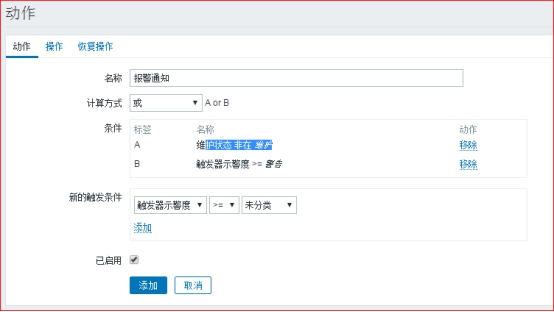 动作
动作 操作 恢复操作
名称 报警通知
计算方式 或 A or B
条件 标签 名称 动作
A 维护状态 非在 维护 移除
B 触发器示警度 >= 警告 移除
新的触发条件 触发器示警度 >= 未分类
添加
已启用
添加 取消